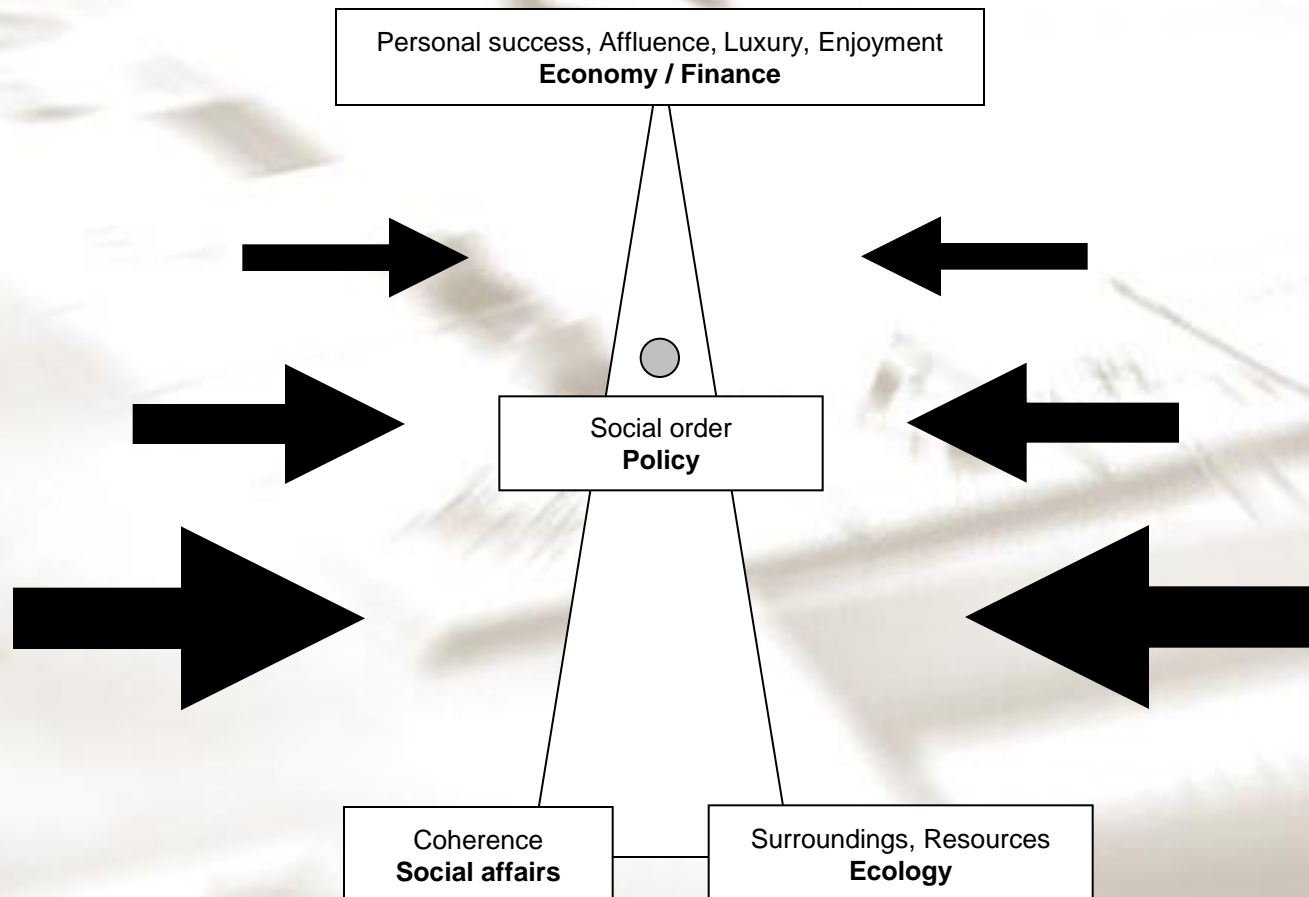 Personal success, Affluence, Luxury, Enjoyment
Economy / Finance
Social order
Policy
Coherence
Social affairs
Surroundings, Resources
Ecology